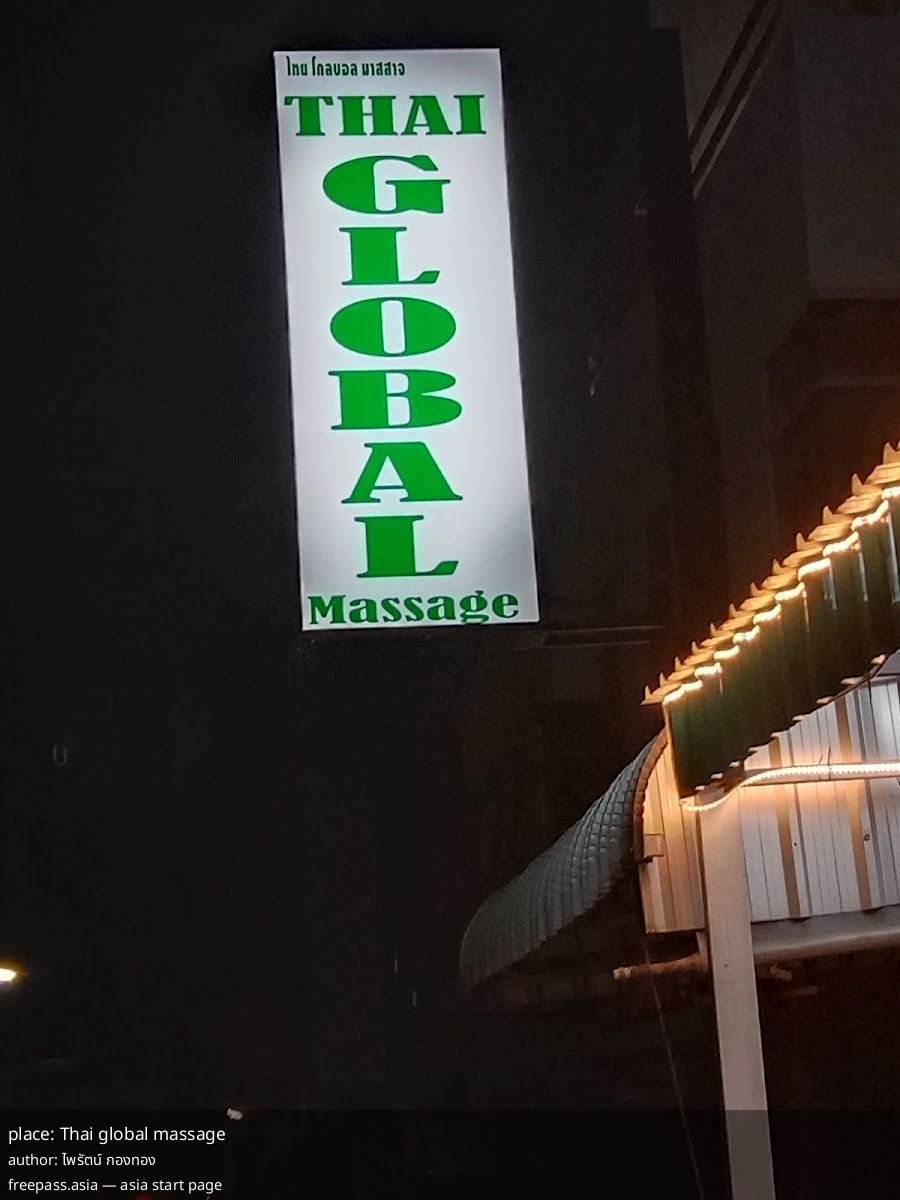 ไทย โกลบอล มาสสาจ
THAI
GLOBAL
Massage
place: Thai global massage
author: ไพรัตน์ กองทอง
freepass.asia — asia start page